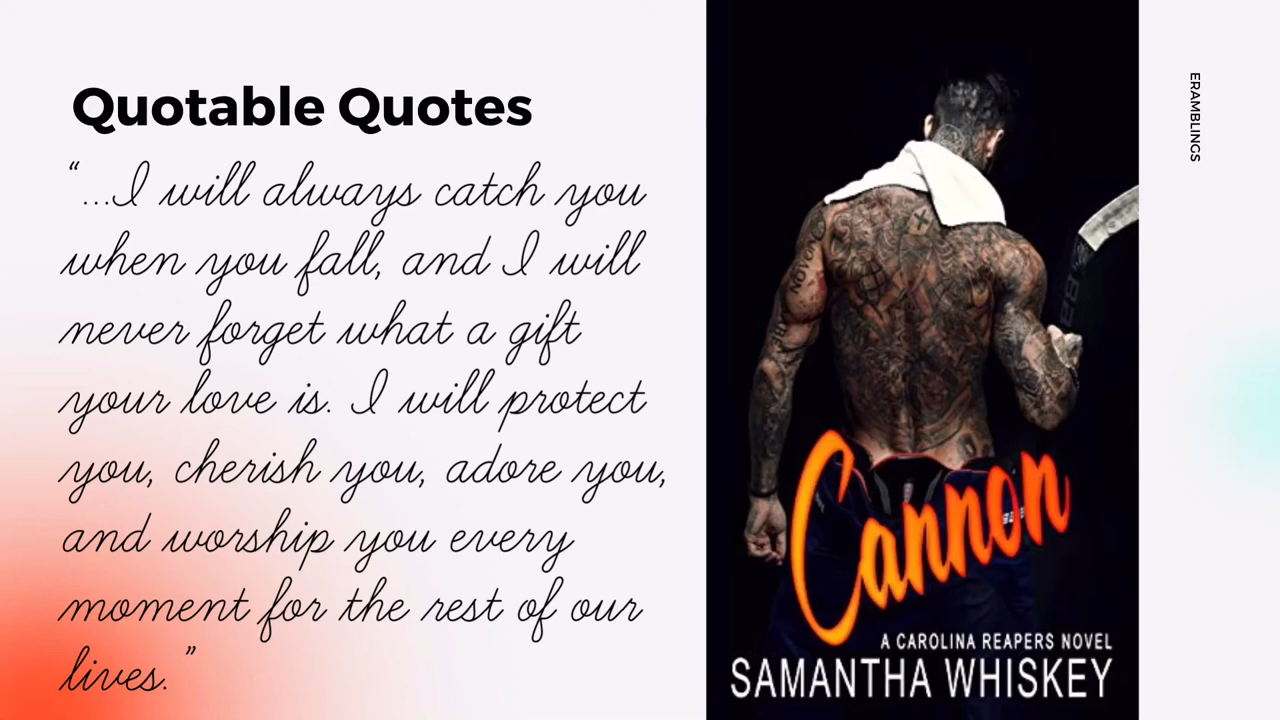 Quotable Quotes
“...I will always catch you
when you fall, and I will
never forget what a gift
your love is. I will protect
you, cherish you, adore you,
and worship you every
moment for the rest of our
lives.”
Cannon
A CAROLINA REAPERS NOVEL
SAMANTHA WHISKEY
ERAMBLINGS